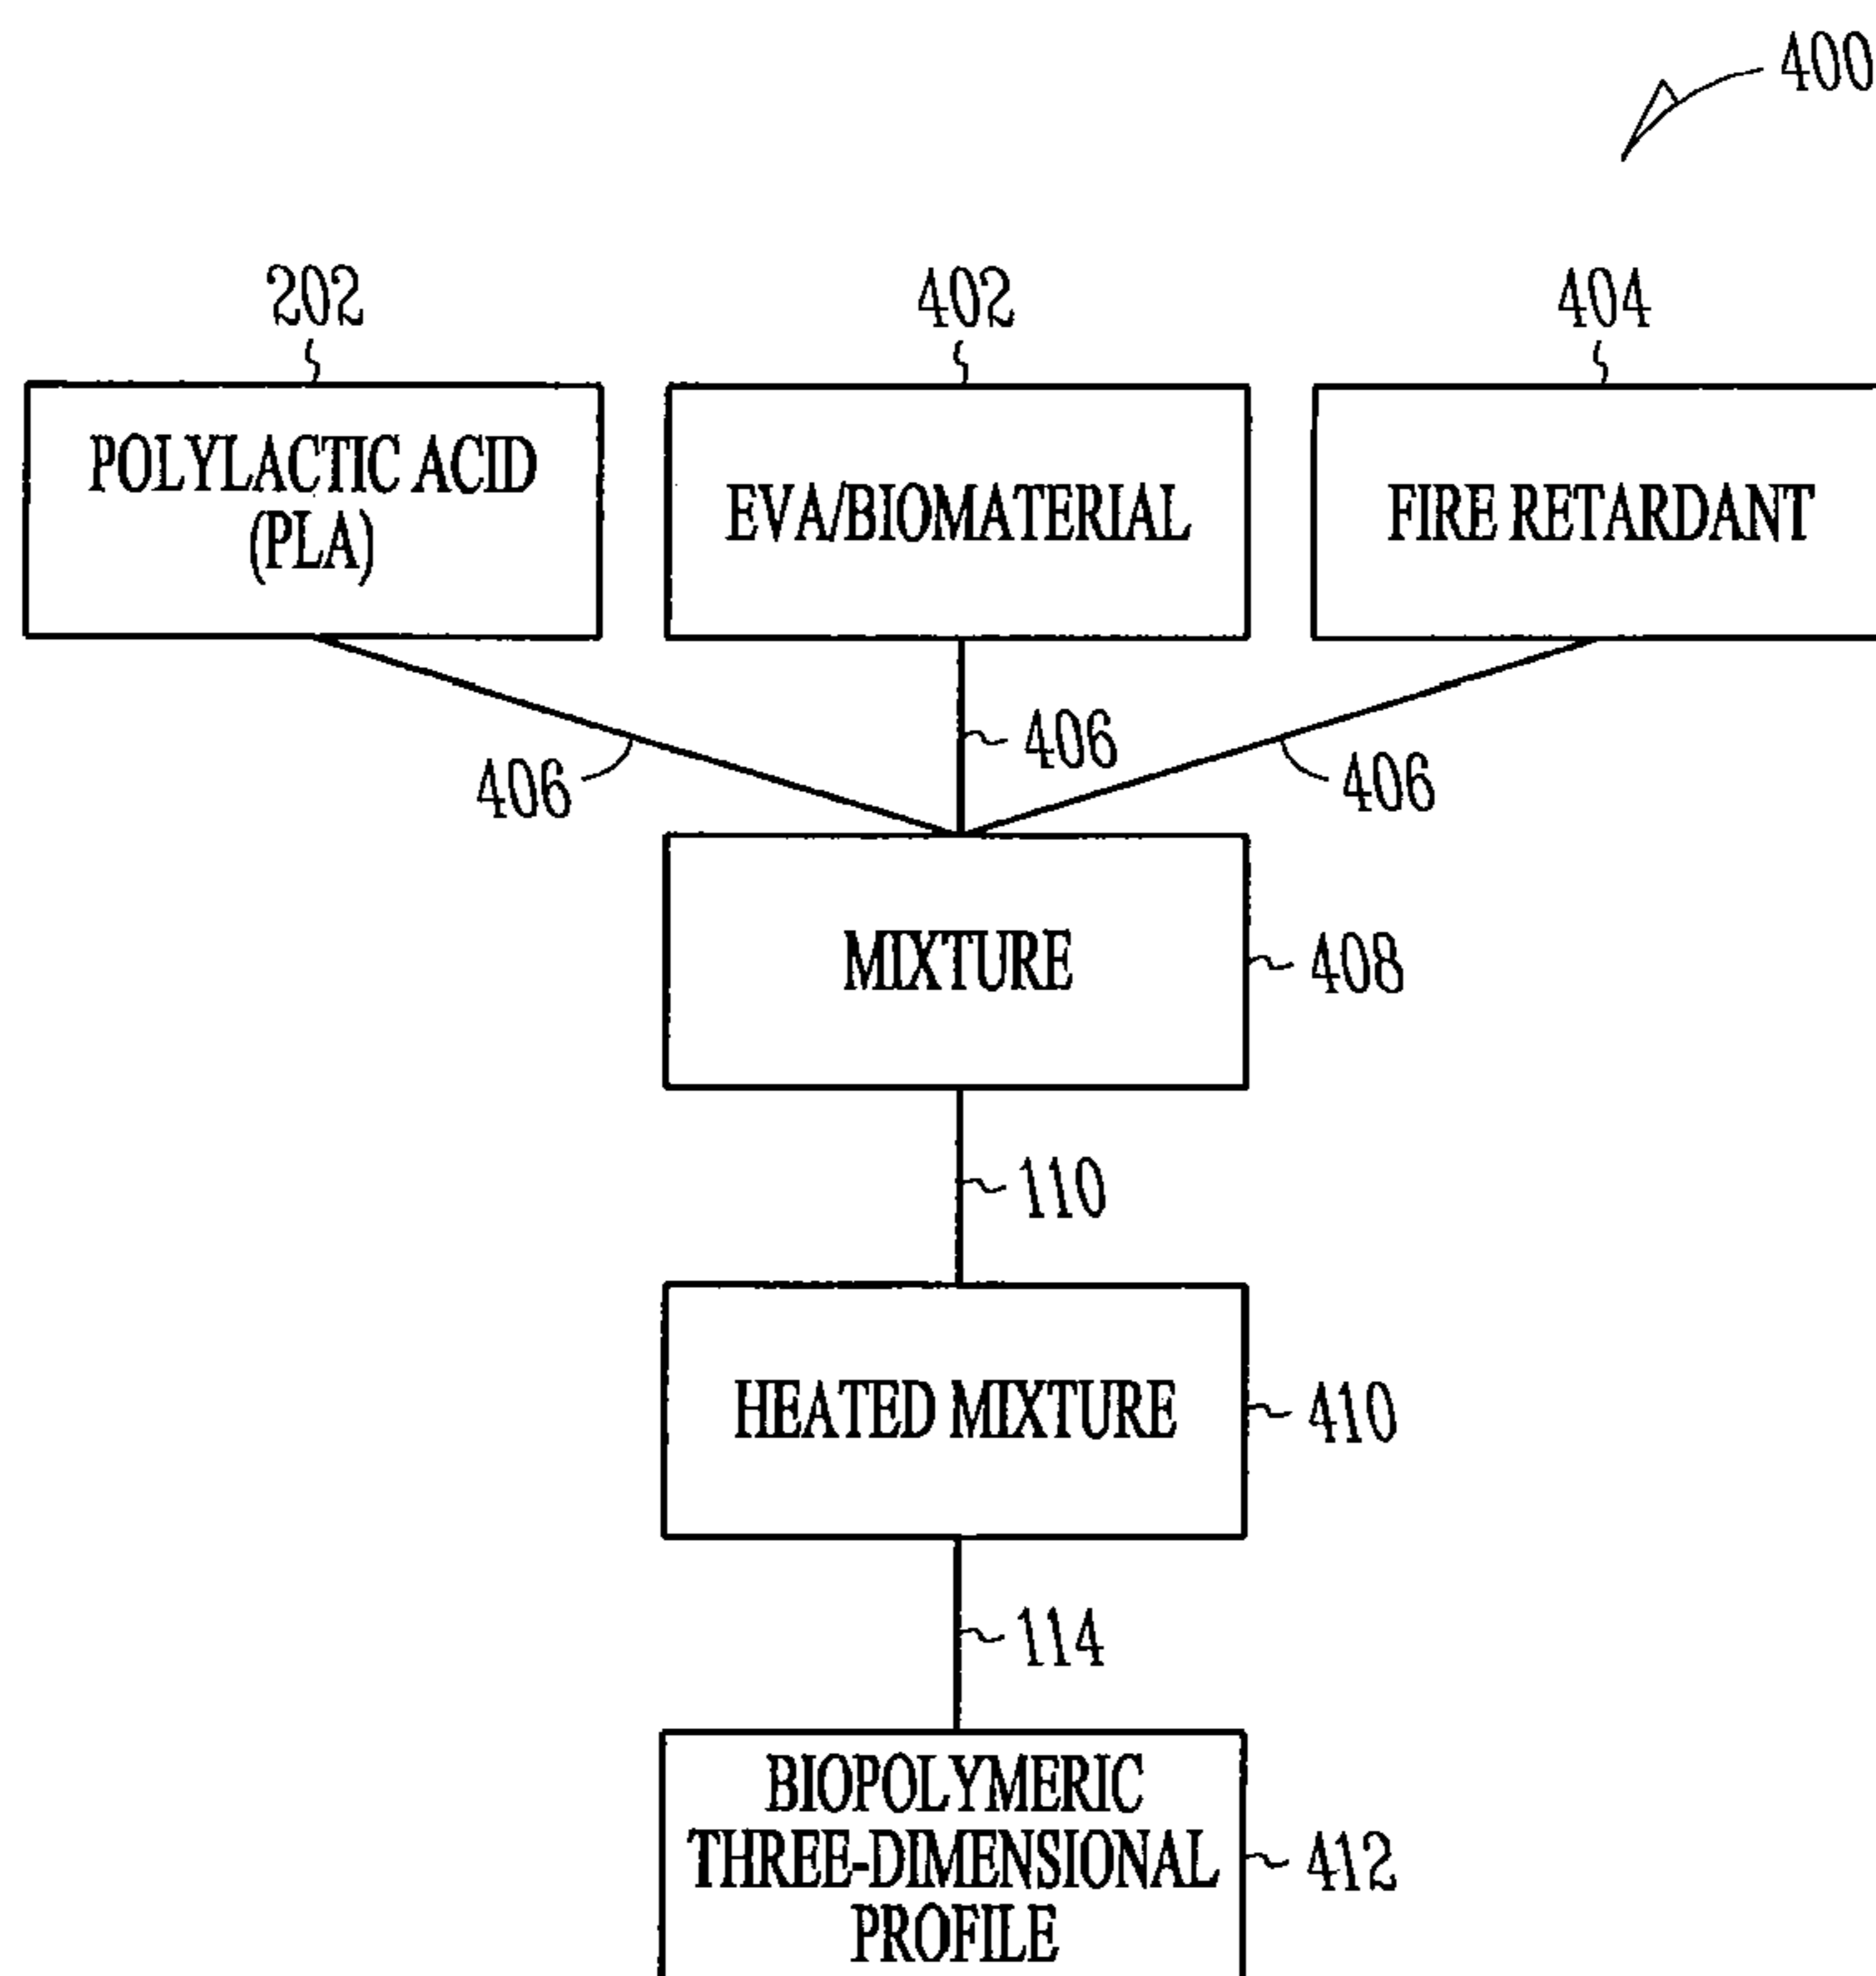 400
202
402
404
POLYLACTIC ACID
(PLA)
EVA/BIOMATERIAL
FIRE RETARDANT
406
406
406
MIXTURE
408
110
HEATED MIXTURE
410
114
BIOPOLYMERIC
THREE-DIMENSIONAL
PROFILE
412